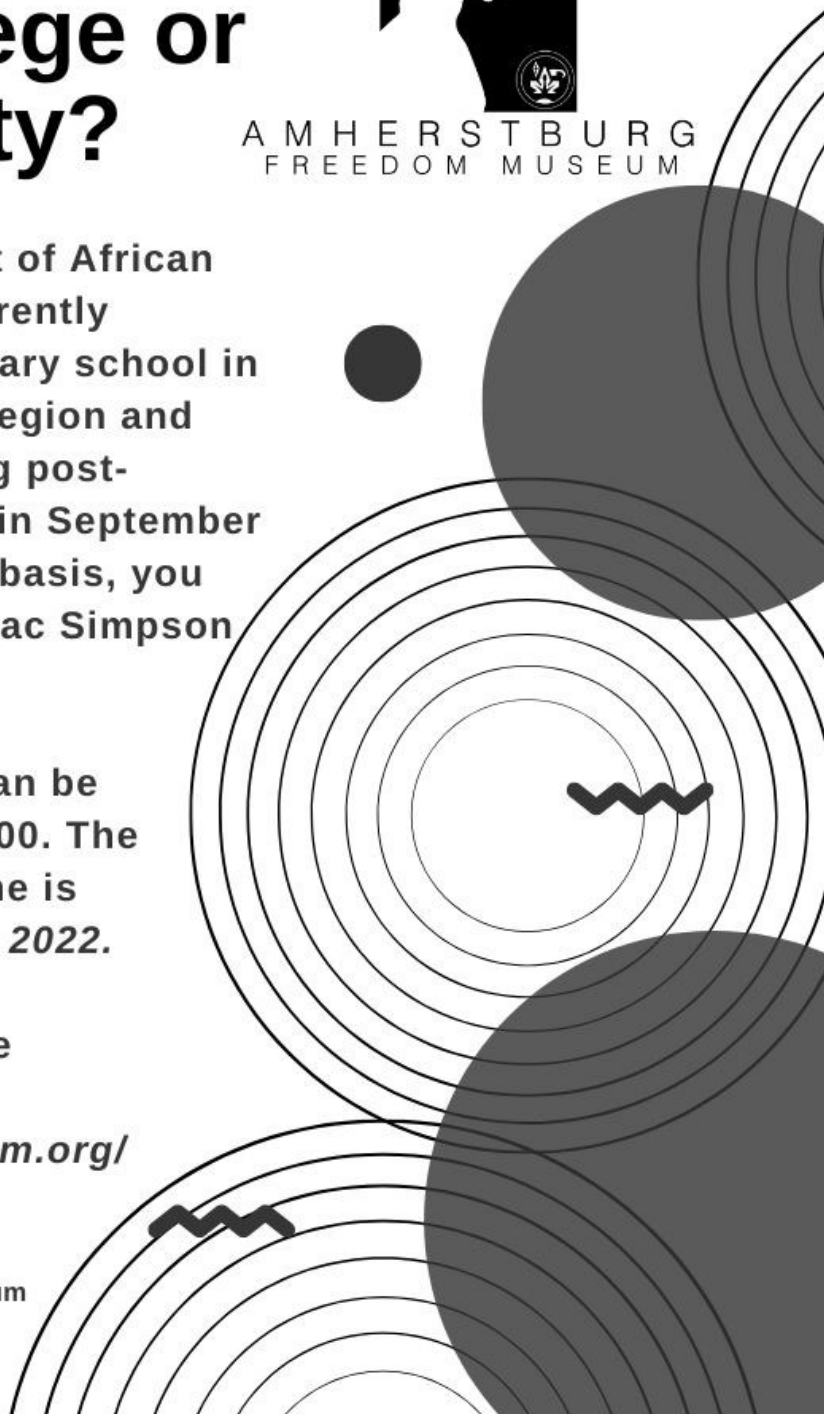 ege or
ty?
AMHERSTBURG
FREEDOM MUSEUM
t of African
rently
ary school in
egion and
g post-
in September
basis, you
ac Simpson
an be
00. The
ne is
2022.
e
m.org/
um